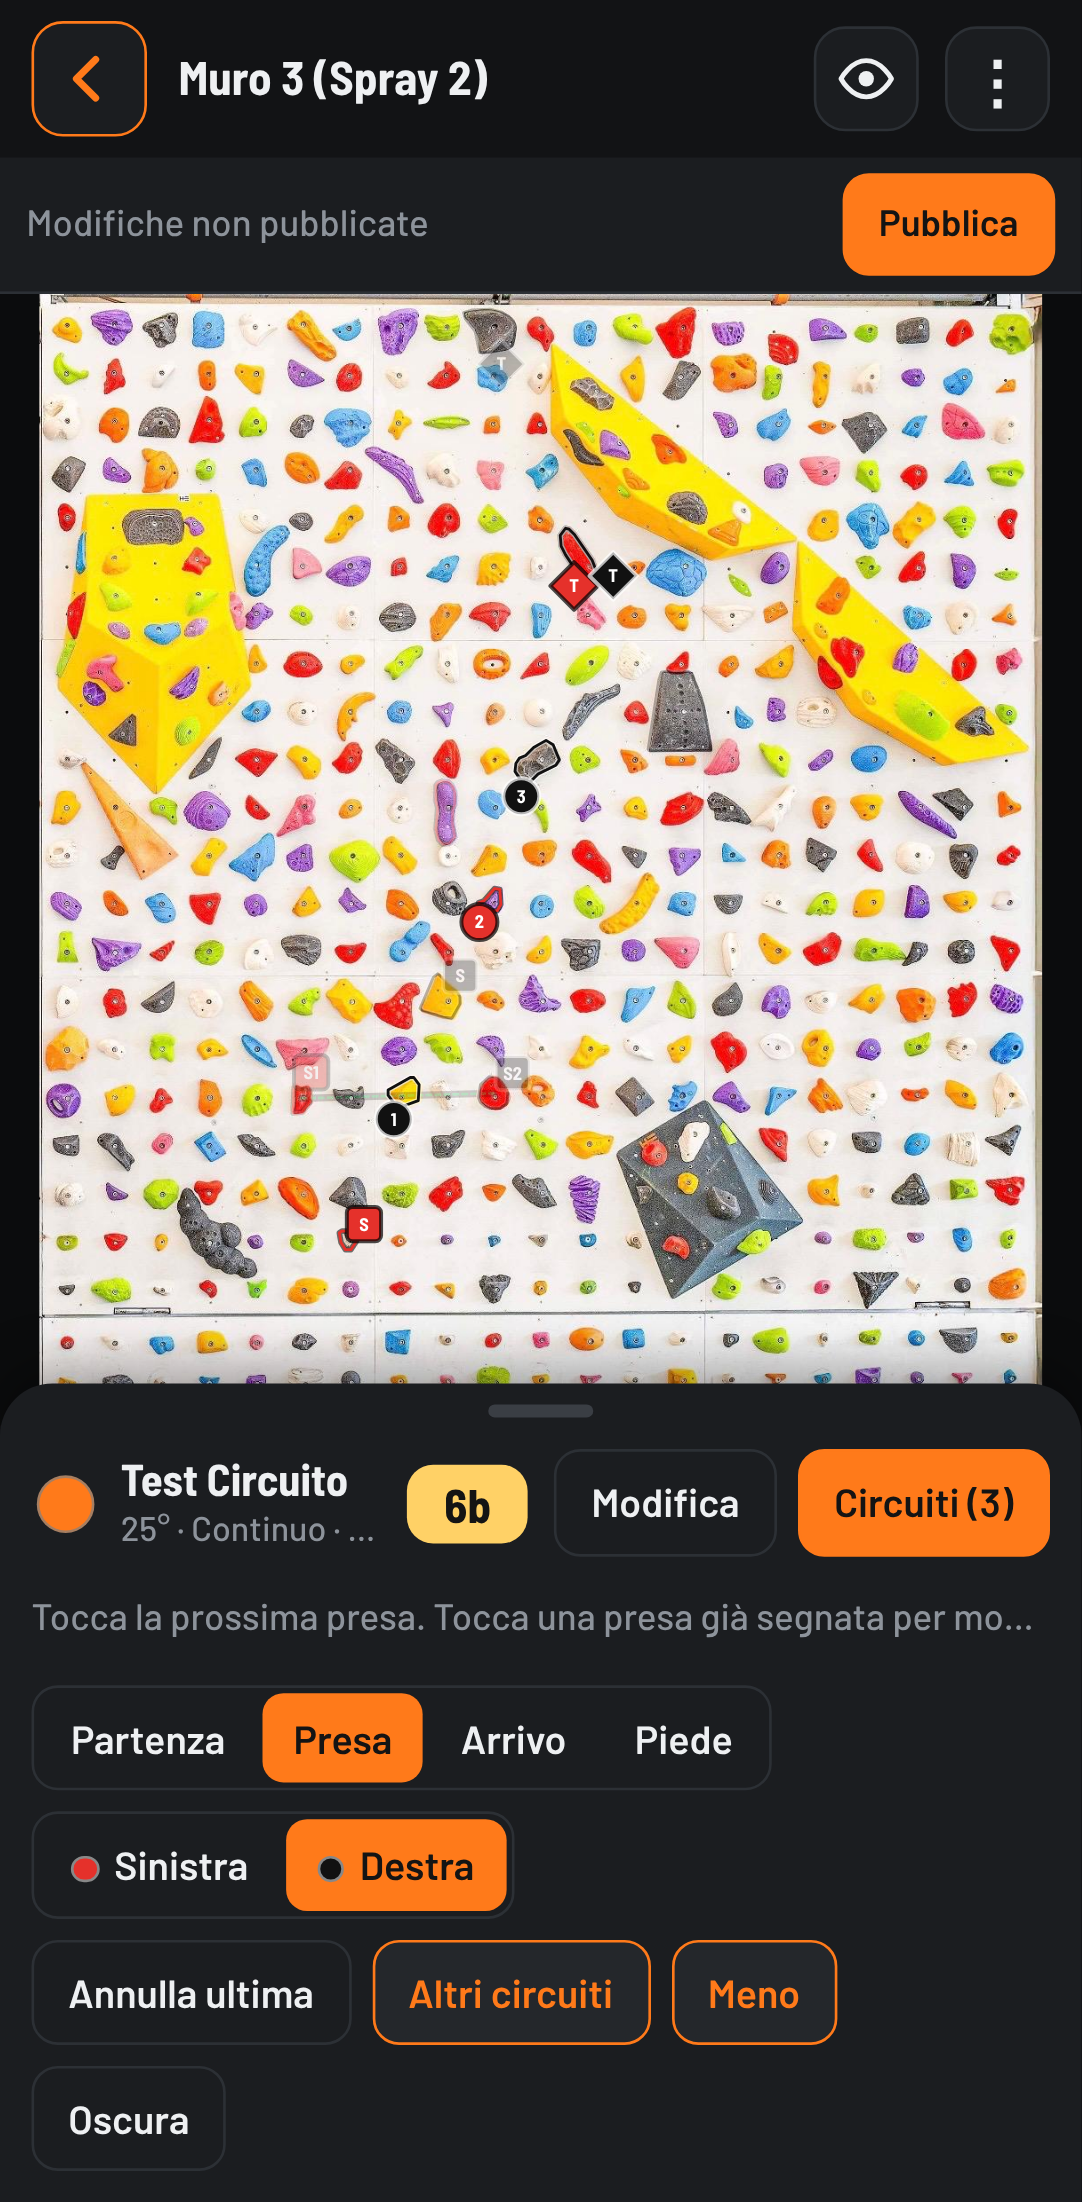 Muro 3 (Spray 2)
Modifiche non pubblicate
Pubblica
T
T
T
3
2
S
S1
S2
1
S
Test Circuito
25° · Continuo · ...
6b
Modifica
Circuiti (3)
Tocca la prossima presa. Tocca una presa già segnata per mo...
Partenza
Presa
Arrivo
Piede
Sinistra
Destra
Annulla ultima
Altri circuiti
Meno
Oscura